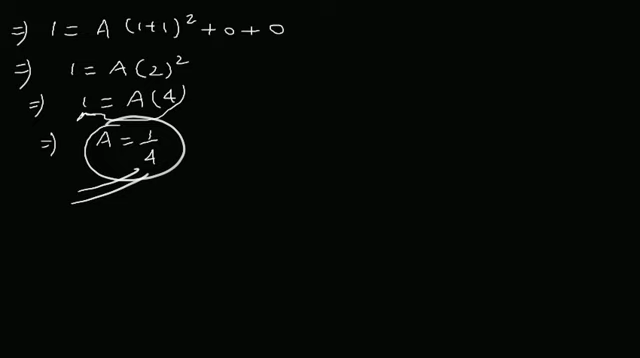 ⇒ 1 = A (1+1)² + 0 + 0
⇒ 1 = A (2)²
⇒ 1 = A (4)
⇒ A = 1/4